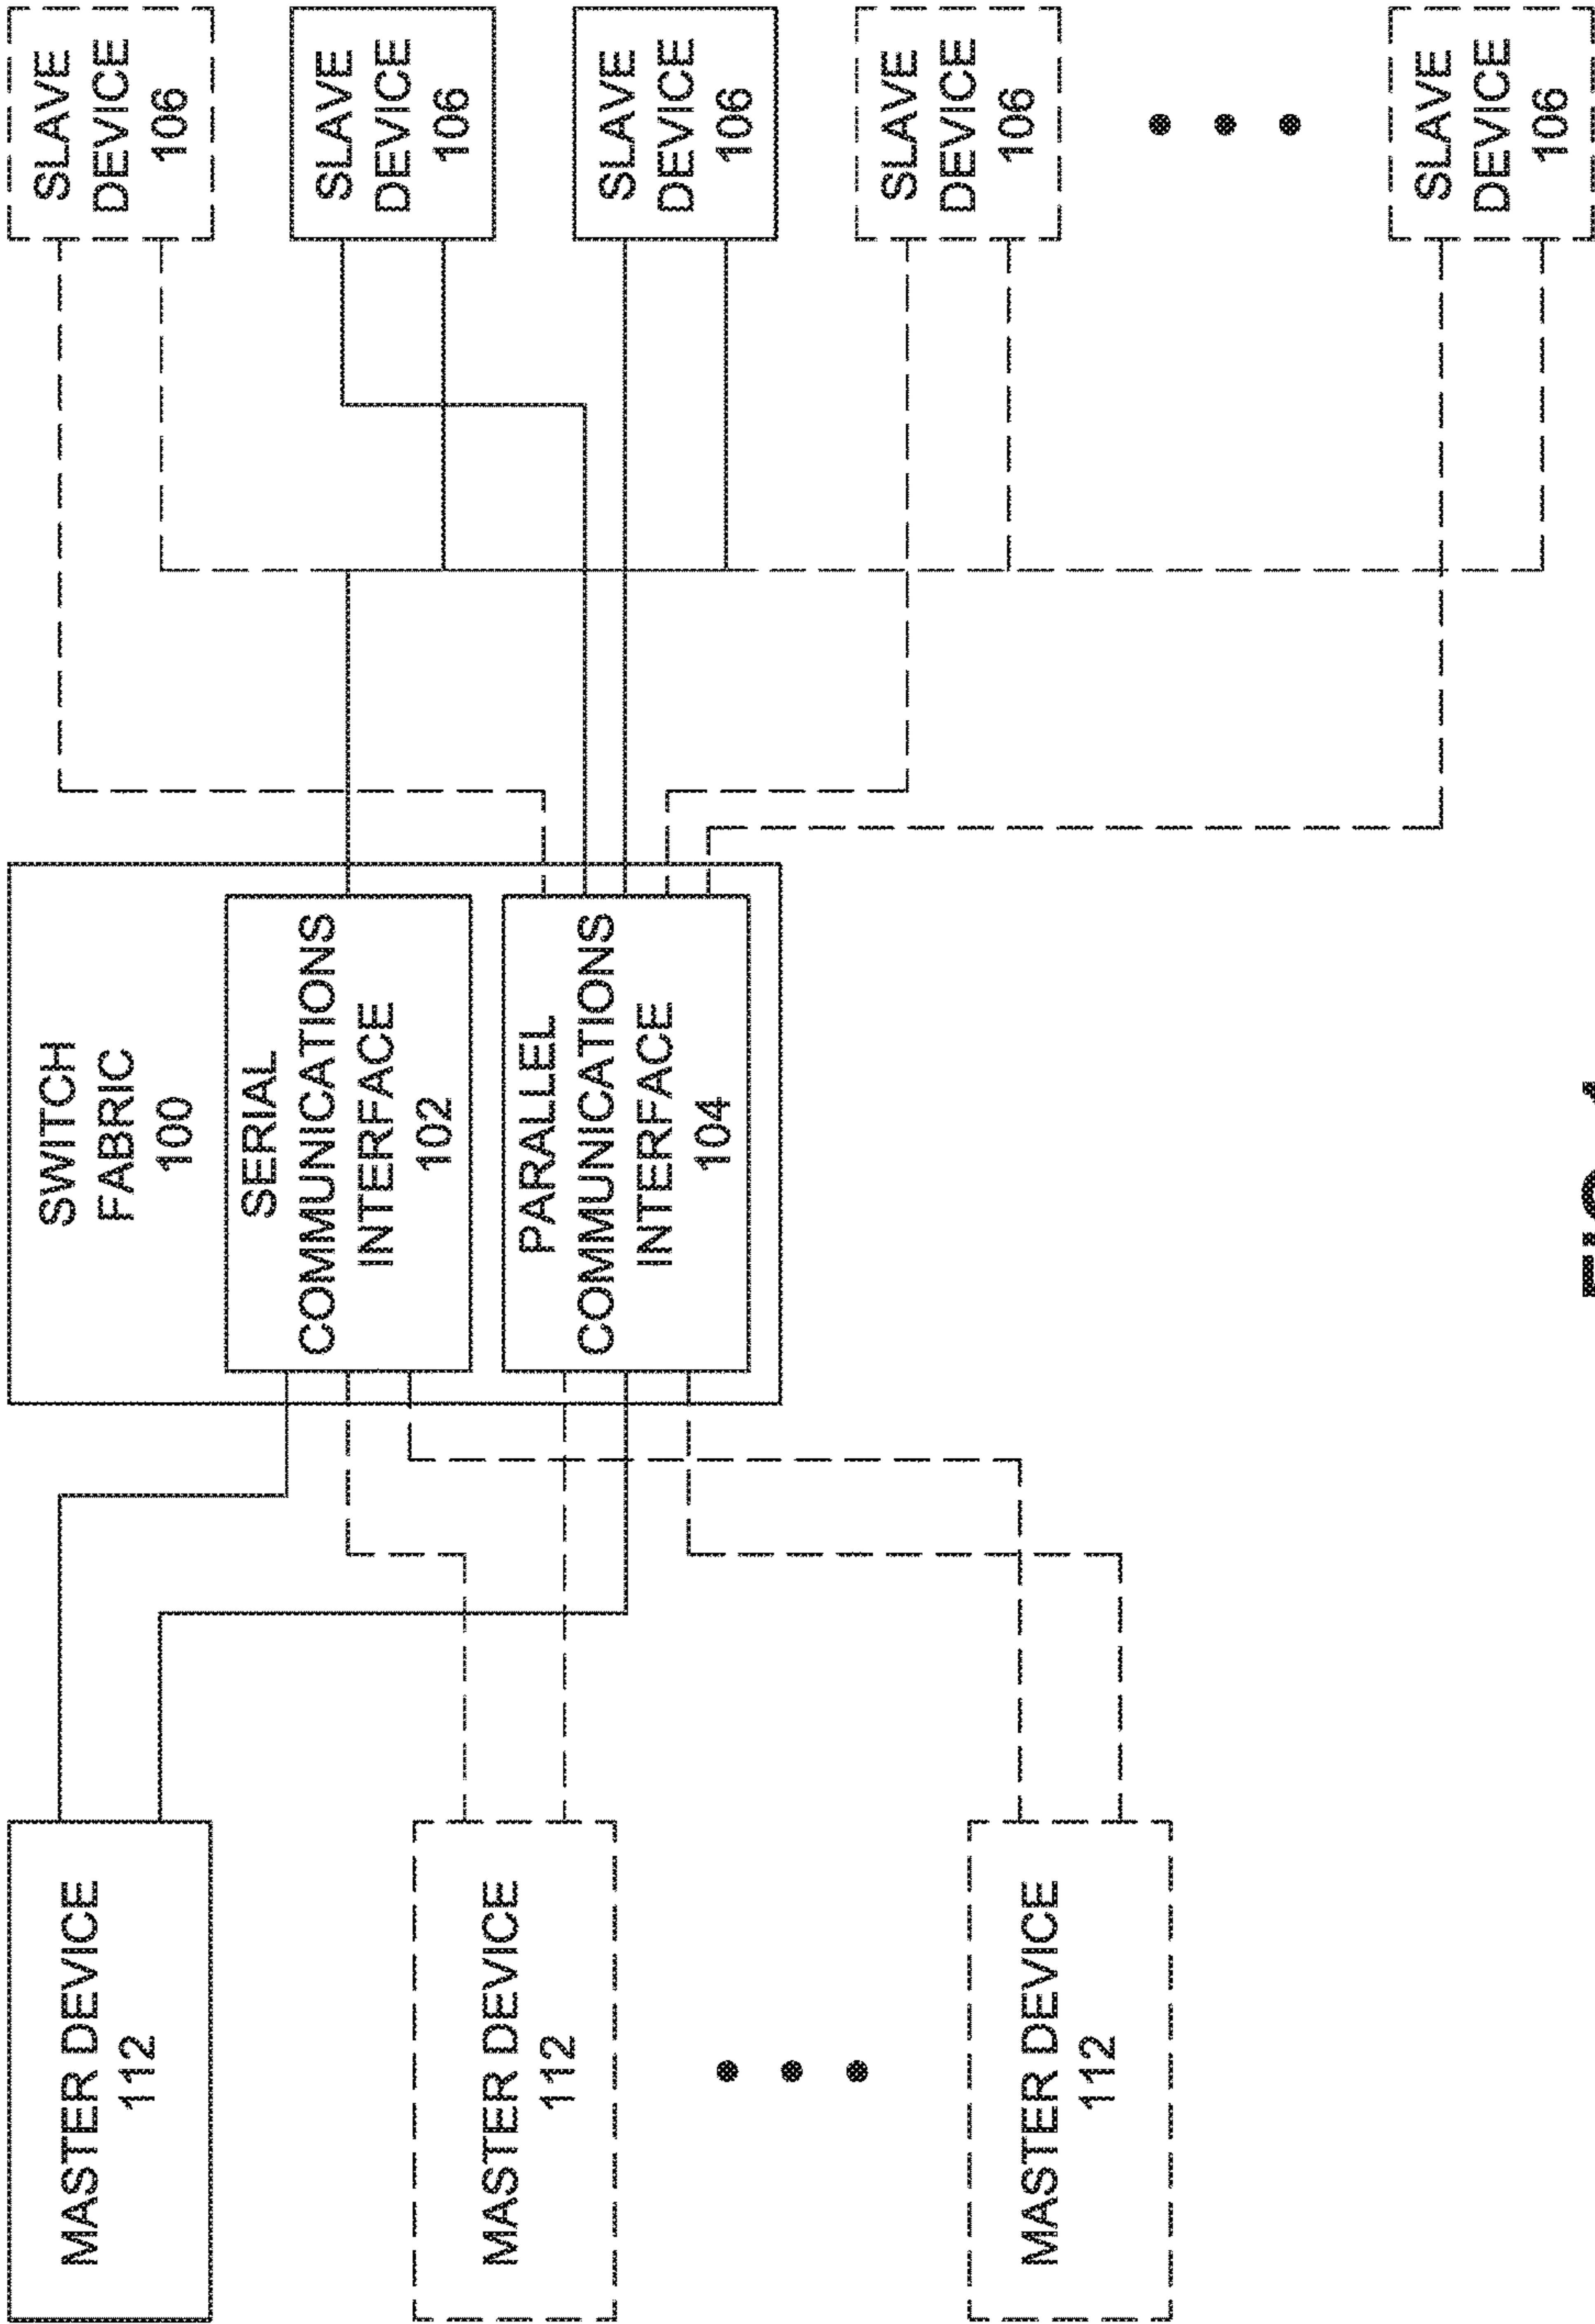 MASTER DEVICE
112
MASTER DEVICE
112
MASTER DEVICE
112
SWITCH
FABRIC
100
SERIAL
COMMUNICATIONS
INTERFACE
102
PARALLEL
COMMUNICATIONS
INTERFACE
104
SLAVE
DEVICE
106
SLAVE
DEVICE
106
SLAVE
DEVICE
106
SLAVE
DEVICE
106
SLAVE
DEVICE
106